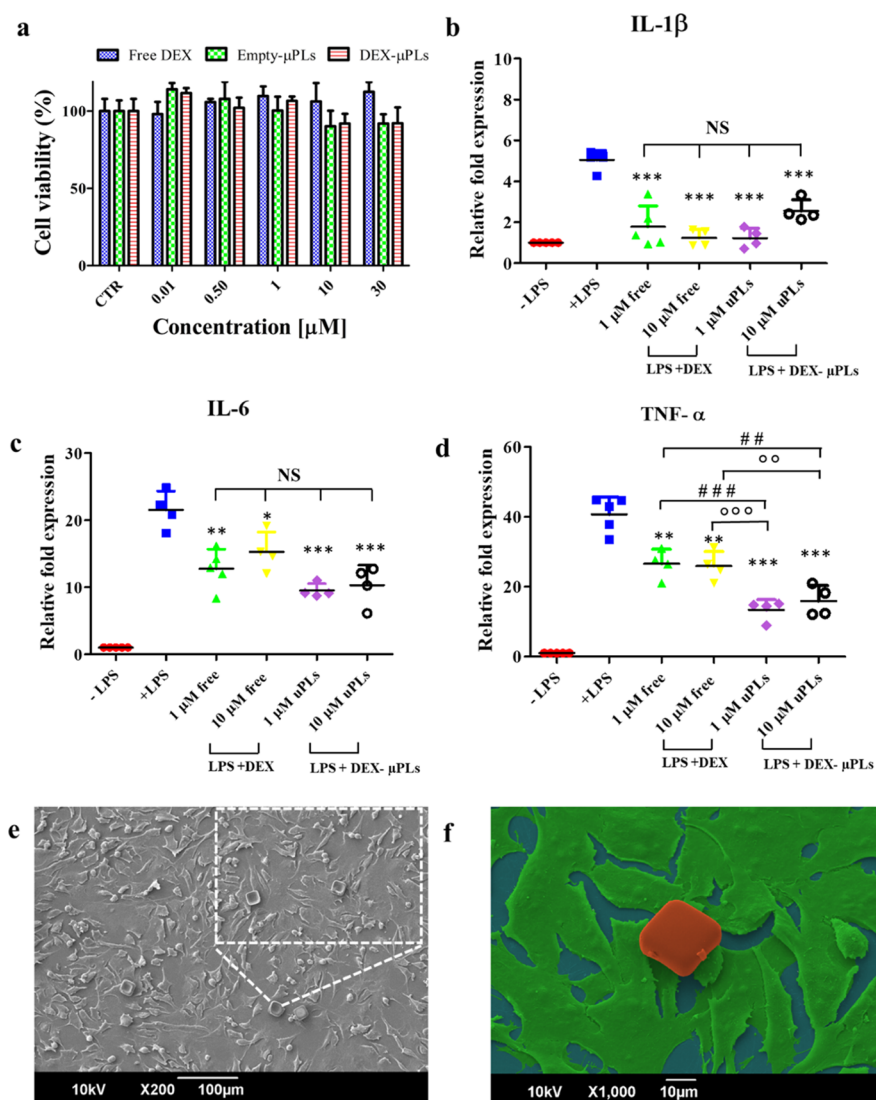 a
Free DEX Empty-µPLs DEX-µPLs
Cell viability (%)
100
50
0
CTR 0.01 0.50 1 10 30
Concentration [µM]
b
IL-1β
Relative fold expression
10
8
6
4
2
0
NS
*** *** *** ***
- LPS +LPS 1 µM free 10 µM free 1 µM uPLs 10 µM uPLs
LPS +DEX LPS + DEX- µPLs
c
IL-6
Relative fold expression
30
20
10
0
NS
** * *** ***
- LPS +LPS 1 µM free 10 µM free 1 µM uPLs 10 µM uPLs
LPS +DEX LPS + DEX- µPLs
d
TNF- α
Relative fold expression
60
40
20
0
# #
○○
# # #
○○○
** ** *** ***
- LPS +LPS 1 µM free 10 µM free 1 µM uPLs 10 µM uPLs
LPS +DEX LPS + DEX- µPLs
e
10kV X200 100µm
f
10kV X1,000 10µm